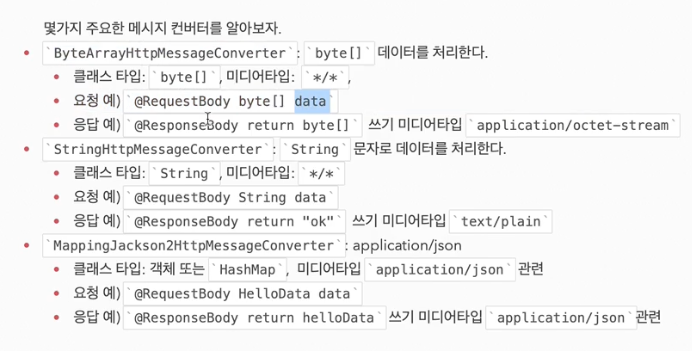 몇가지 주요한 메시지 컨버터를 알아보자.
• `ByteArrayHttpMessageConverter` : `byte[]` 데이터를 처리한다.
• 클래스 타입: `byte[]` , 미디어타입: `*/*` ,
• 요청 예) `@RequestBody byte[] data`
• 응답 예) `@ResponseBody return byte[]` 쓰기 미디어타입 `application/octet-stream`
• `StringHttpMessageConverter` : `String` 문자로 데이터를 처리한다.
• 클래스 타입: `String` , 미디어타입: `*/*`
• 요청 예) `@RequestBody String data`
• 응답 예) `@ResponseBody return "ok"` 쓰기 미디어타입 `text/plain`
• `MappingJackson2HttpMessageConverter` : application/json
• 클래스 타입: 객체 또는 `HashMap` , 미디어타입 `application/json` 관련
• 요청 예) `@RequestBody HelloData data`
• 응답 예) `@ResponseBody return helloData` 쓰기 미디어타입 `application/json` 관련